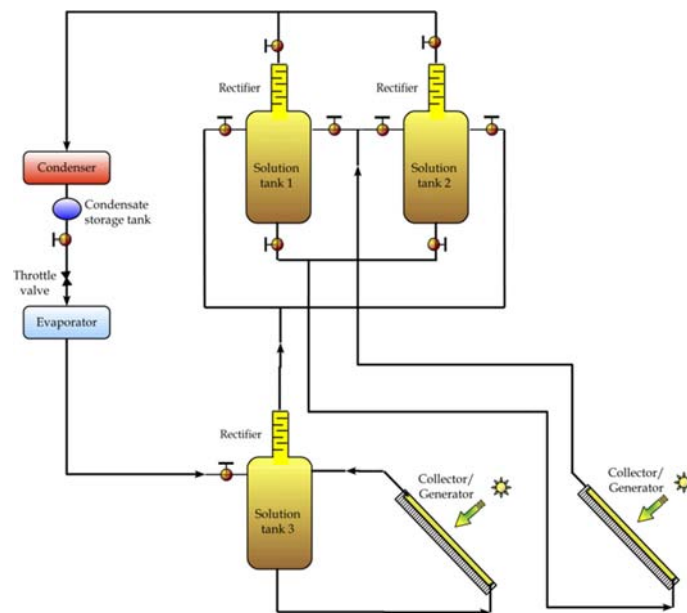 Rectifier
Rectifier
Solution
tank 1
Solution
tank 2
Condenser
Condensate
storage tank
Throttle
valve
Evaporator
Rectifier
Solution
tank 3
Collector/
Generator
Collector/
Generator